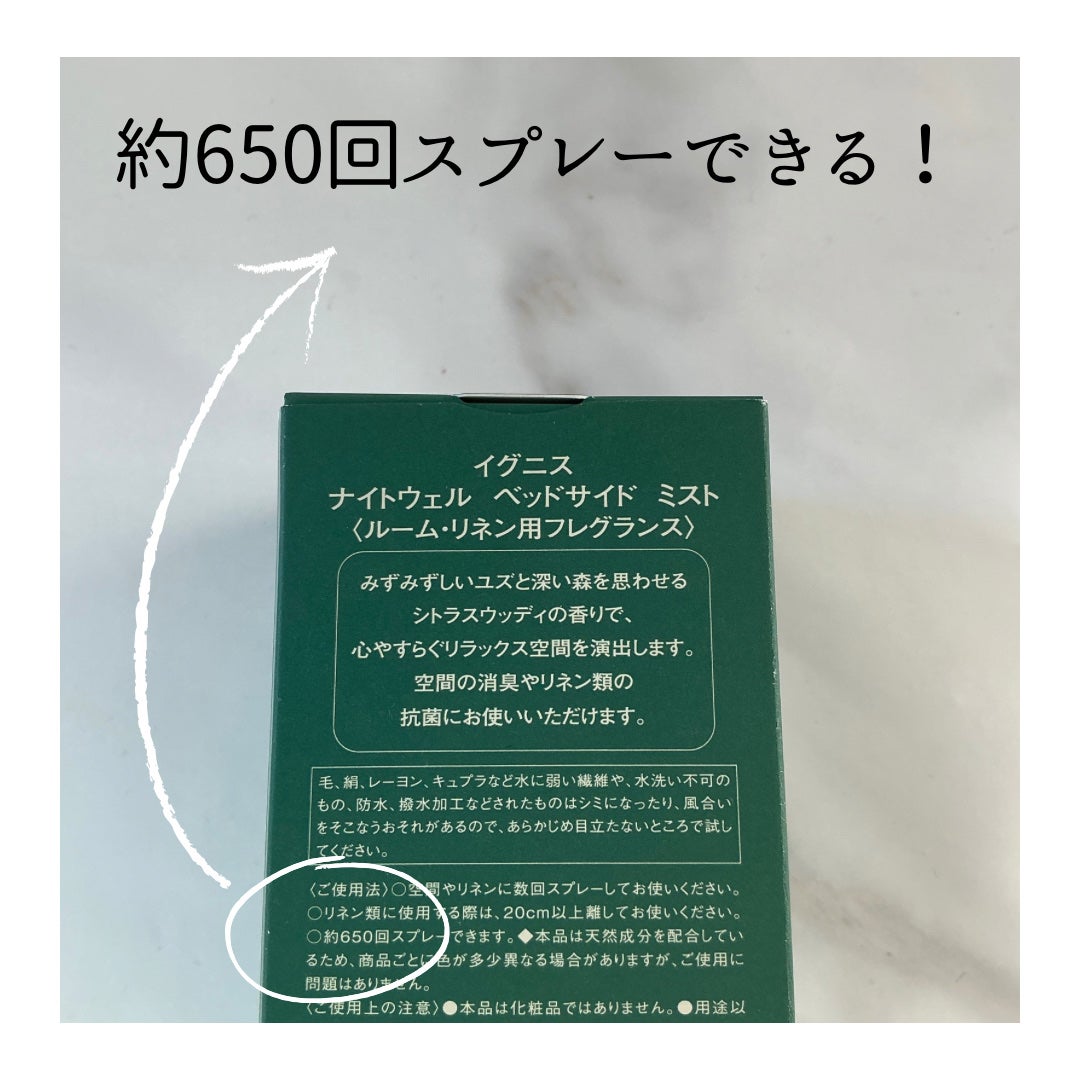 約650回スプレーできる！
イグニス
ナイトウェル ベッドサイド ミスト
〈ルーム・リネン用フレグランス〉
みずみずしいユズと深い森を思わせる
シトラスウッディの香りで、
心やすらぐリラックス空間を演出します。
空間の消臭やリネン類の
抗菌にお使いいただけます。
毛、絹、レーヨン、キュプラなど水に弱い繊維や、水洗い不可の
もの、防水、撥水加工などされたものはシミになったり、風合い
をそこなうおそれがあるので、あらかじめ目立たないところで試し
てください。
〈ご使用法〉○空間やリネンに数回スプレーしてお使いください。
○リネン類に使用する際は、20cm以上離してお使いください。
○約650回スプレーできます。◆本品は天然成分を配合してい
るため、商品ごとに色が多少異なる場合がありますが、ご使用に
問題はありません。
〈ご使用上の注意〉●本品は化粧品ではありません。●用途以